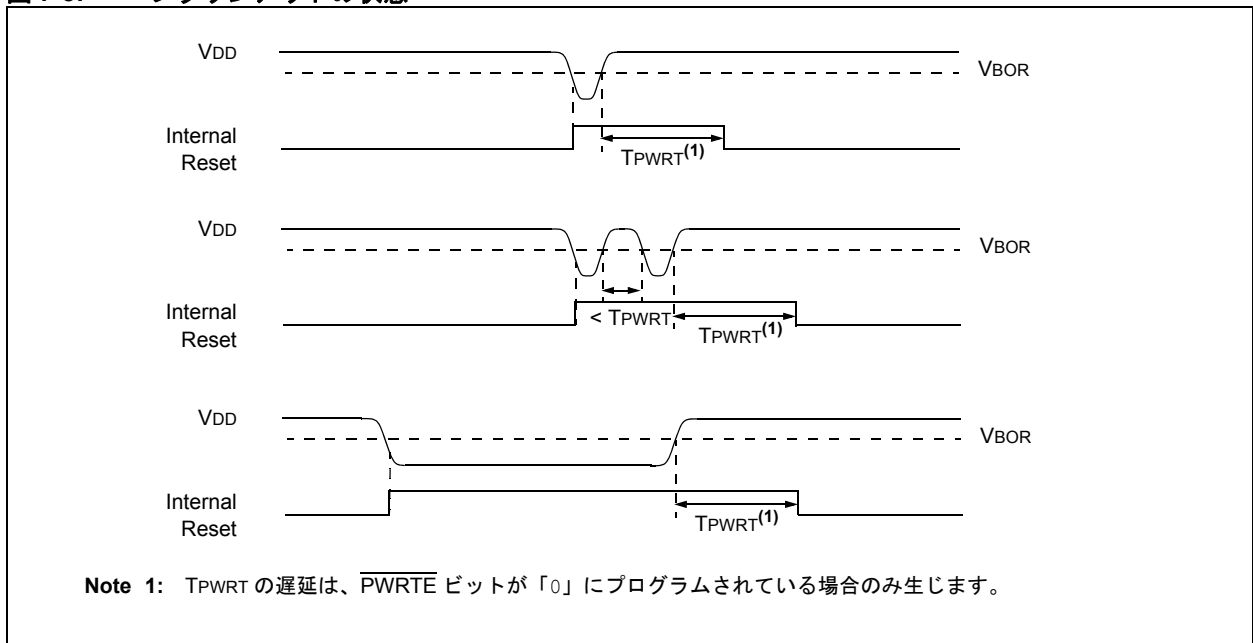 VDD
VBOR
Internal
Reset
TPWRT(1)
VDD
VBOR
Internal
Reset
< TPWRT
TPWRT(1)
VDD
VBOR
Internal
Reset
TPWRT(1)
Note 1: TPWRT の遅延は、PWRTE ビットが「0」にプログラムされている場合のみ生じます。